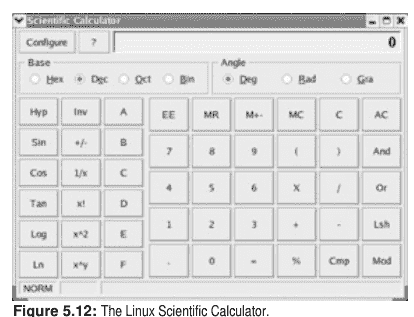 Scientific Calculator
Configure ? 0
Base Angle
Hex Dec Oct Bin Deg Rad Gra
Hyp Inv A EE MR M+- MC C AC
Sin +/- B 7 8 9 ( ) And
Cos 1/x C 4 5 6 X / Or
Tan x! D 1 2 3 + - Lsh
Log x^2 E . 0 = % Cmp Mod
Ln x^y F
NORM
Figure 5.12: The Linux Scientific Calculator.